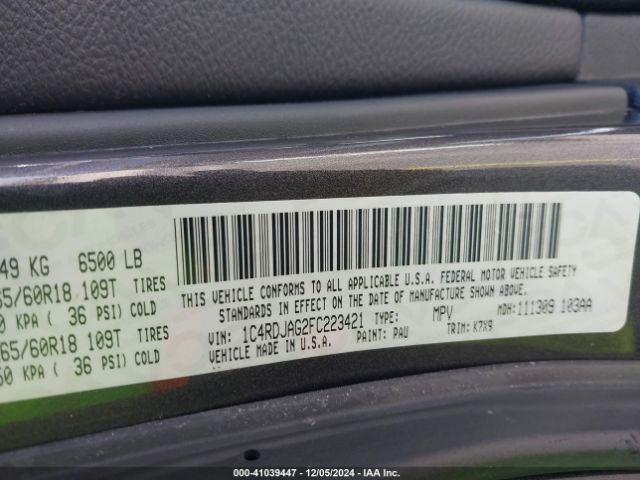 49 KG 6500 LB
65/60R18 109T TIRES
KPA ( 36 PSI) COLD
65/60R18 109T TIRES
KPA ( 36 PSI) COLD
THIS VEHICLE CONFORMS TO ALL APPLICABLE U.S.A. FEDERAL MOTOR VEHICLE SAFETY
STANDARDS IN EFFECT ON THE DATE OF MANUFACTURE SHOWN ABOVE.
VIN: 1C4RDJAG2FC223421 TYPE: MPV MDH: 111309 103AA
VEHICLE MADE IN U.S.A. PAINT: PAU TRIM: K7X9
000-41039447 - 12/05/2024 - IAA Inc.